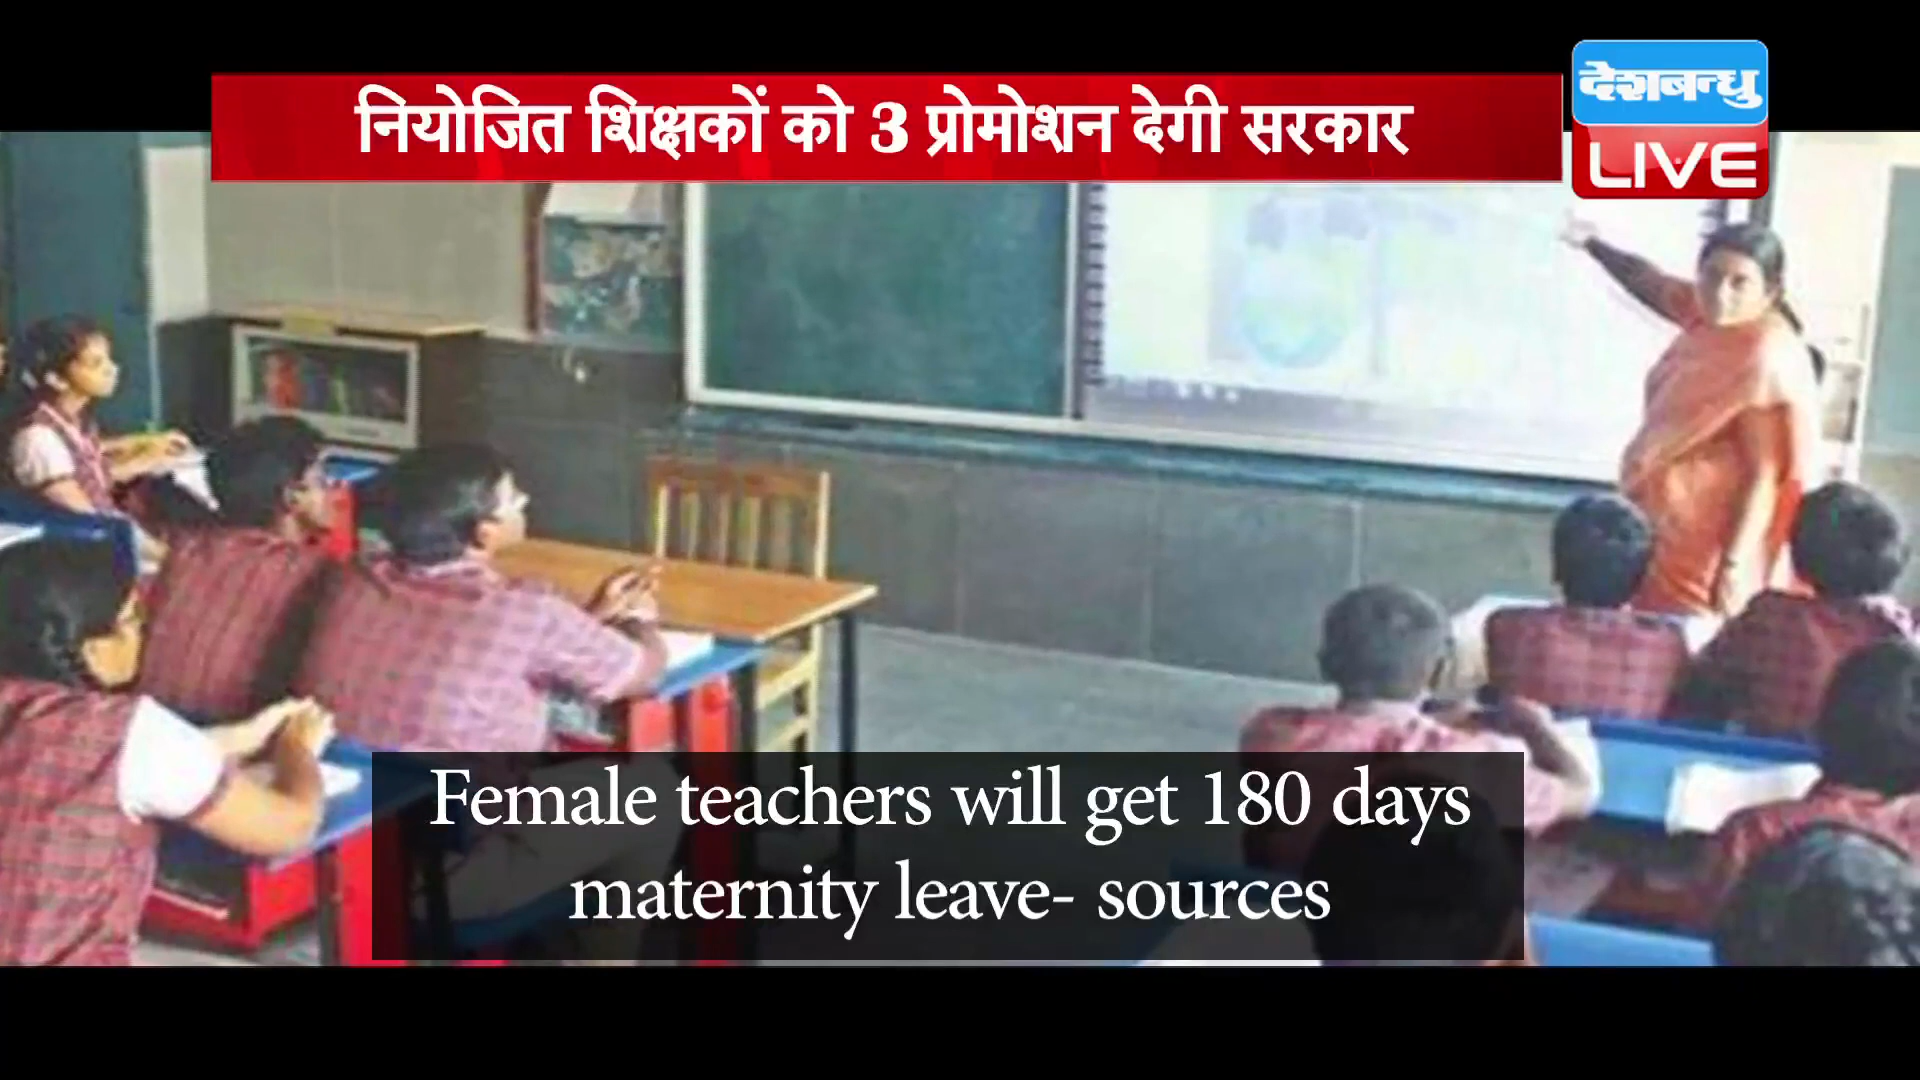 नियोजित शिक्षकों को 3 प्रोमोशन देगी सरकार
देशबन्धु
LIVE
Female teachers will get 180 days
maternity leave- sources